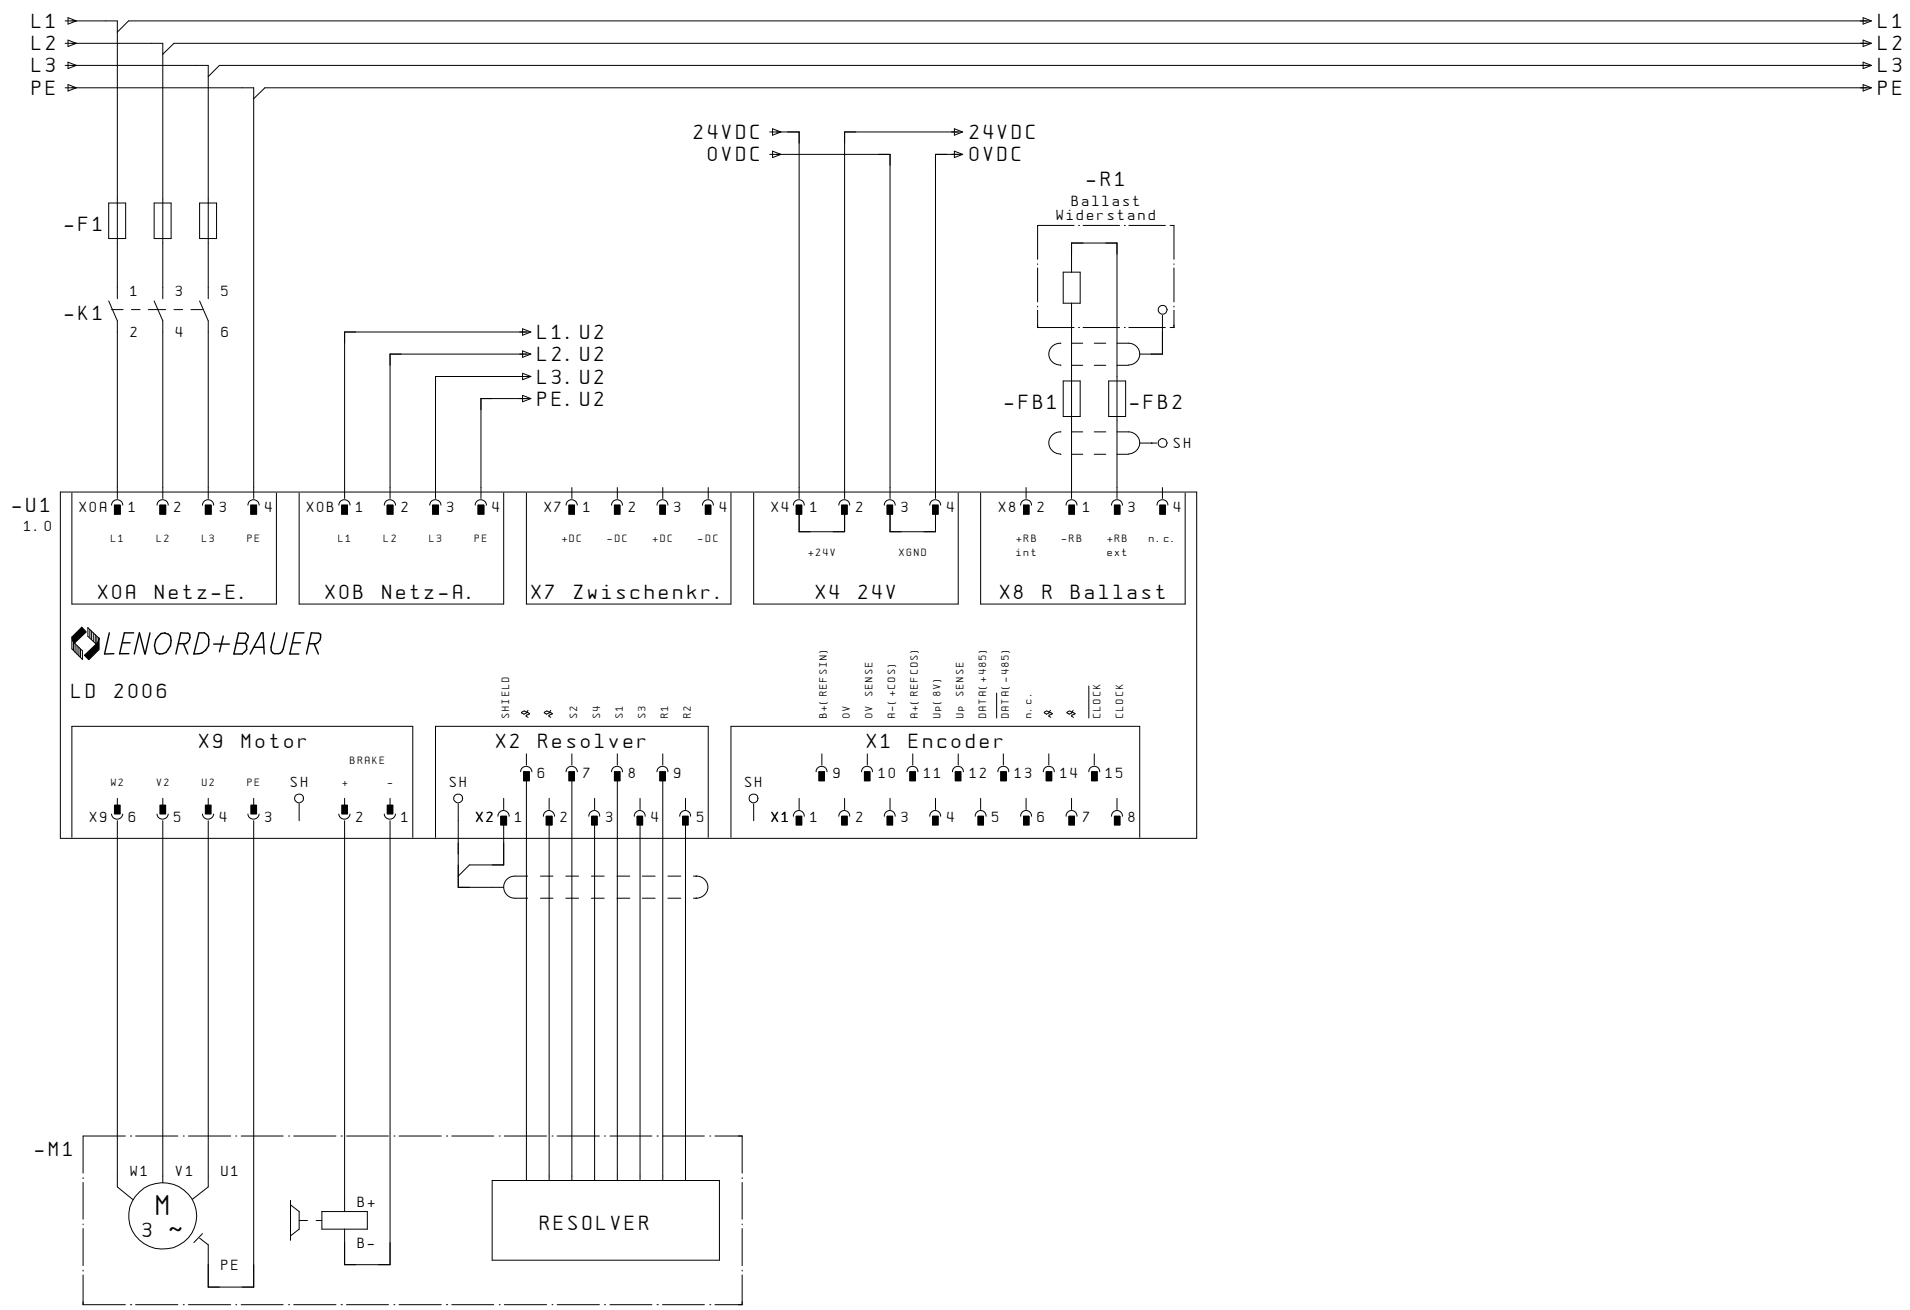 L1 L1
L2 L2
L3 L3
PE PE
24VDC 24VDC
0VDC 0VDC
-R1
Ballast
Widerstand
-F1
1 3 5
-K1
2 4 6
L1.U2
L2.U2
L3.U2
PE.U2
-FB1 -FB2
SH
-U1
1.0
X0A 1 2 3 4
L1 L2 L3 PE
X0A Netz-E.
X0B 1 2 3 4
L1 L2 L3 PE
X0B Netz-A.
X7 1 2 3 4
+DC -DC +DC -DC
X7 Zwischenkr.
X4 1 2 3 4
+24V XGND
X4 24V
X8 2 1 3 4
+RB -RB +RB n.c.
int ext
X8 R Ballast
LENORD+BAUER
LD 2006
X9 Motor
BRAKE
W2 V2 U2 PE SH + -
X9 6 5 4 3 2 1
SHIELD
S2
S4
S1
S3
R1
R2
X2 Resolver
6 7 8 9
SH
X2 1 2 3 4 5
B+(REFSIN)
0V
0V SENSE
A-(+COS)
A+(REFCOS)
Up(8V)
Up SENSE
DATA(+485)
DATA(-485)
n.c.
CLOCK
CLOCK
X1 Encoder
9 10 11 12 13 14 15
SH
X1 1 2 3 4 5 6 7 8
-M1
W1 V1 U1
M
3 ~
PE
B+
B-
RESOLVER